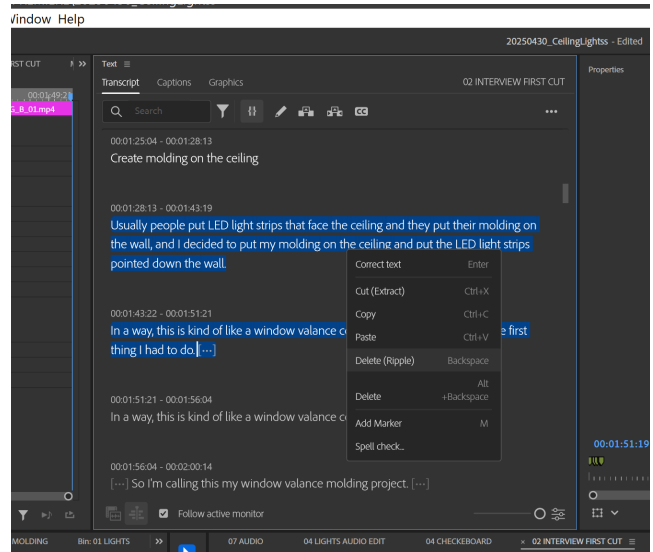 Window Help
20250430_CeilingLightss - Edited
RST CUT
Text
Properties
Transcript Captions Graphics
02 INTERVIEW FIRST CUT
00:01:49:2
G_B_01.mp4
Search
00:01:25:04 - 00:01:28:13
Create molding on the ceiling
00:01:28:13 - 00:01:43:19
Usually people put LED light strips that face the ceiling and they put their molding on
the wall, and I decided to put my molding on the ceiling and put the LED light strips
pointed down the wall.
00:01:43:22 - 00:01:51:21
In a way, this is kind of like a window valance c
e first
thing I had to do. [···]
00:01:51:21 - 00:01:56:04
In a way, this is kind of like a window valance c
00:01:56:04 - 00:02:00:14
[···] So I'm calling this my window valance molding project. [···]
Correct text Enter
Cut (Extract) Ctrl+X
Copy Ctrl+C
Paste Ctrl+V
Delete (Ripple) Backspace
Delete Alt
+Backspace
Add Marker M
Spell check...
00:01:51:19
Follow active monitor
MOLDING
Bin: 01 LIGHTS
07 AUDIO
04 LIGHTS AUDIO EDIT
04 CHECKEBOARD
× 02 INTERVIEW FIRST CUT